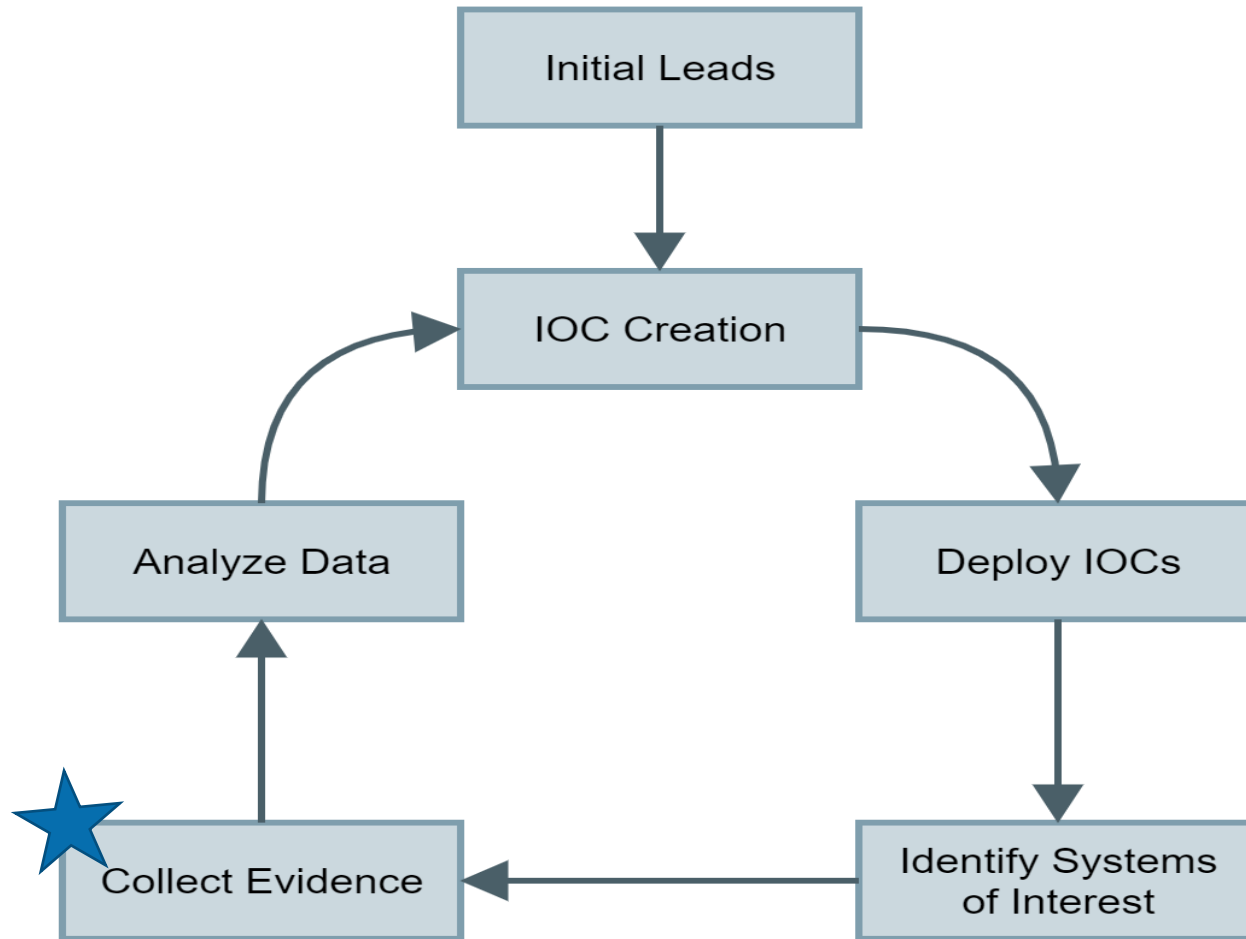 Initial Leads
IOC Creation
Analyze Data
Deploy IOCs
Collect Evidence
Identify Systems
of Interest